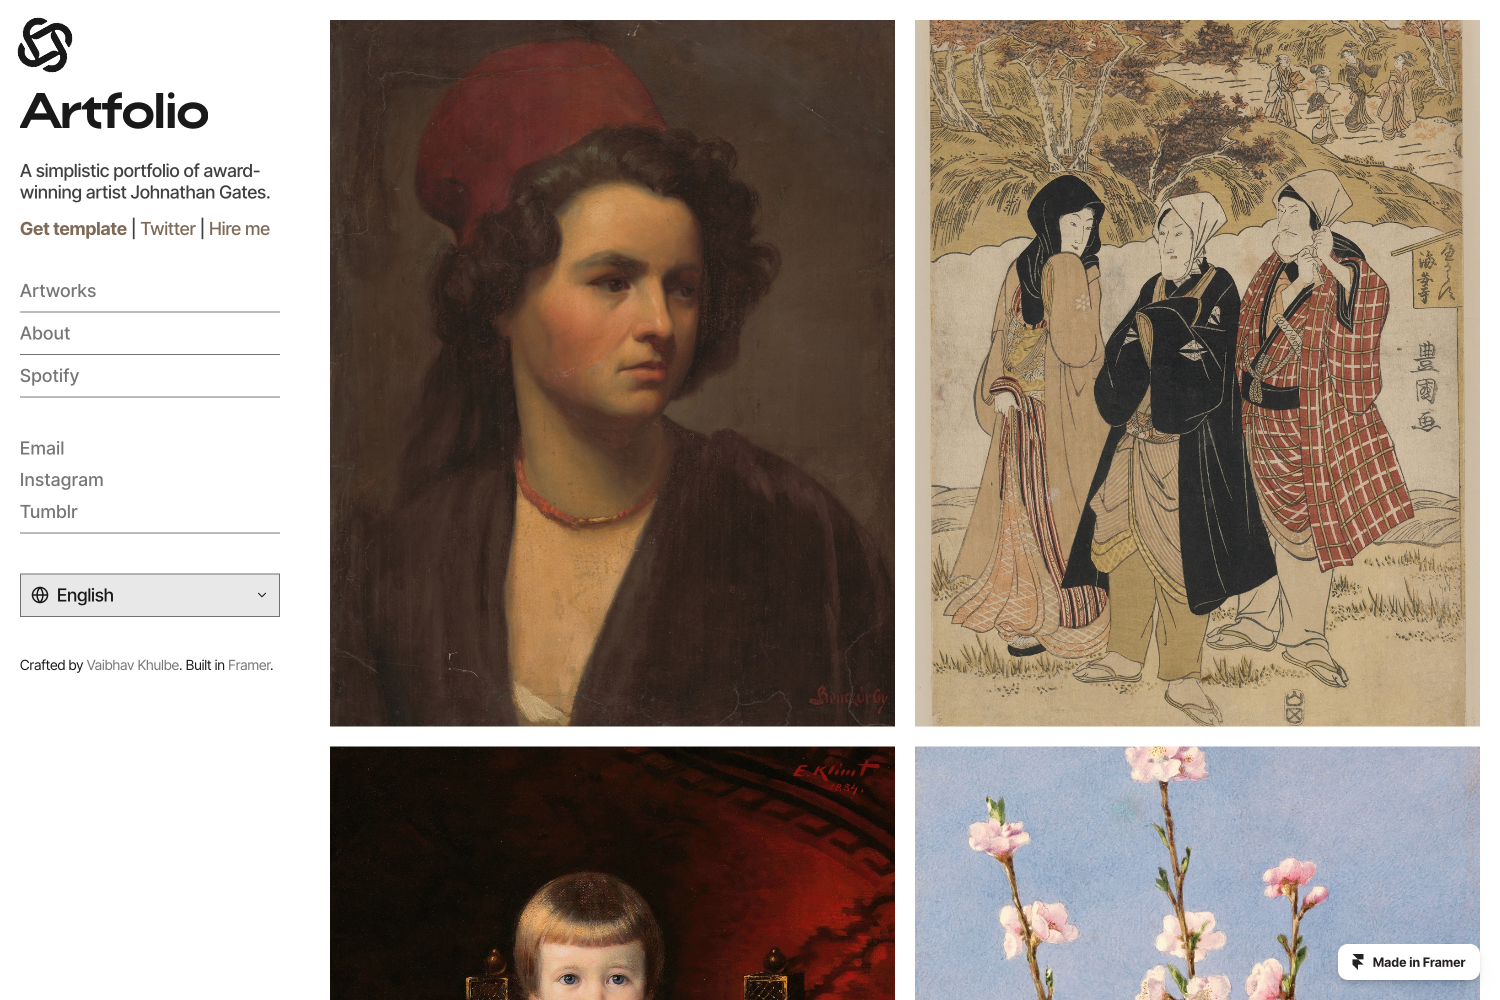 Artfolio
A simplistic portfolio of award-
winning artist Johnathan Gates.
Get template | Twitter | Hire me
Artworks
About
Spotify
Email
Instagram
Tumblr
English
Crafted by Vaibhav Khulbe. Built in Framer.
豊
國
画
E. Klimt
1884.
Made in Framer